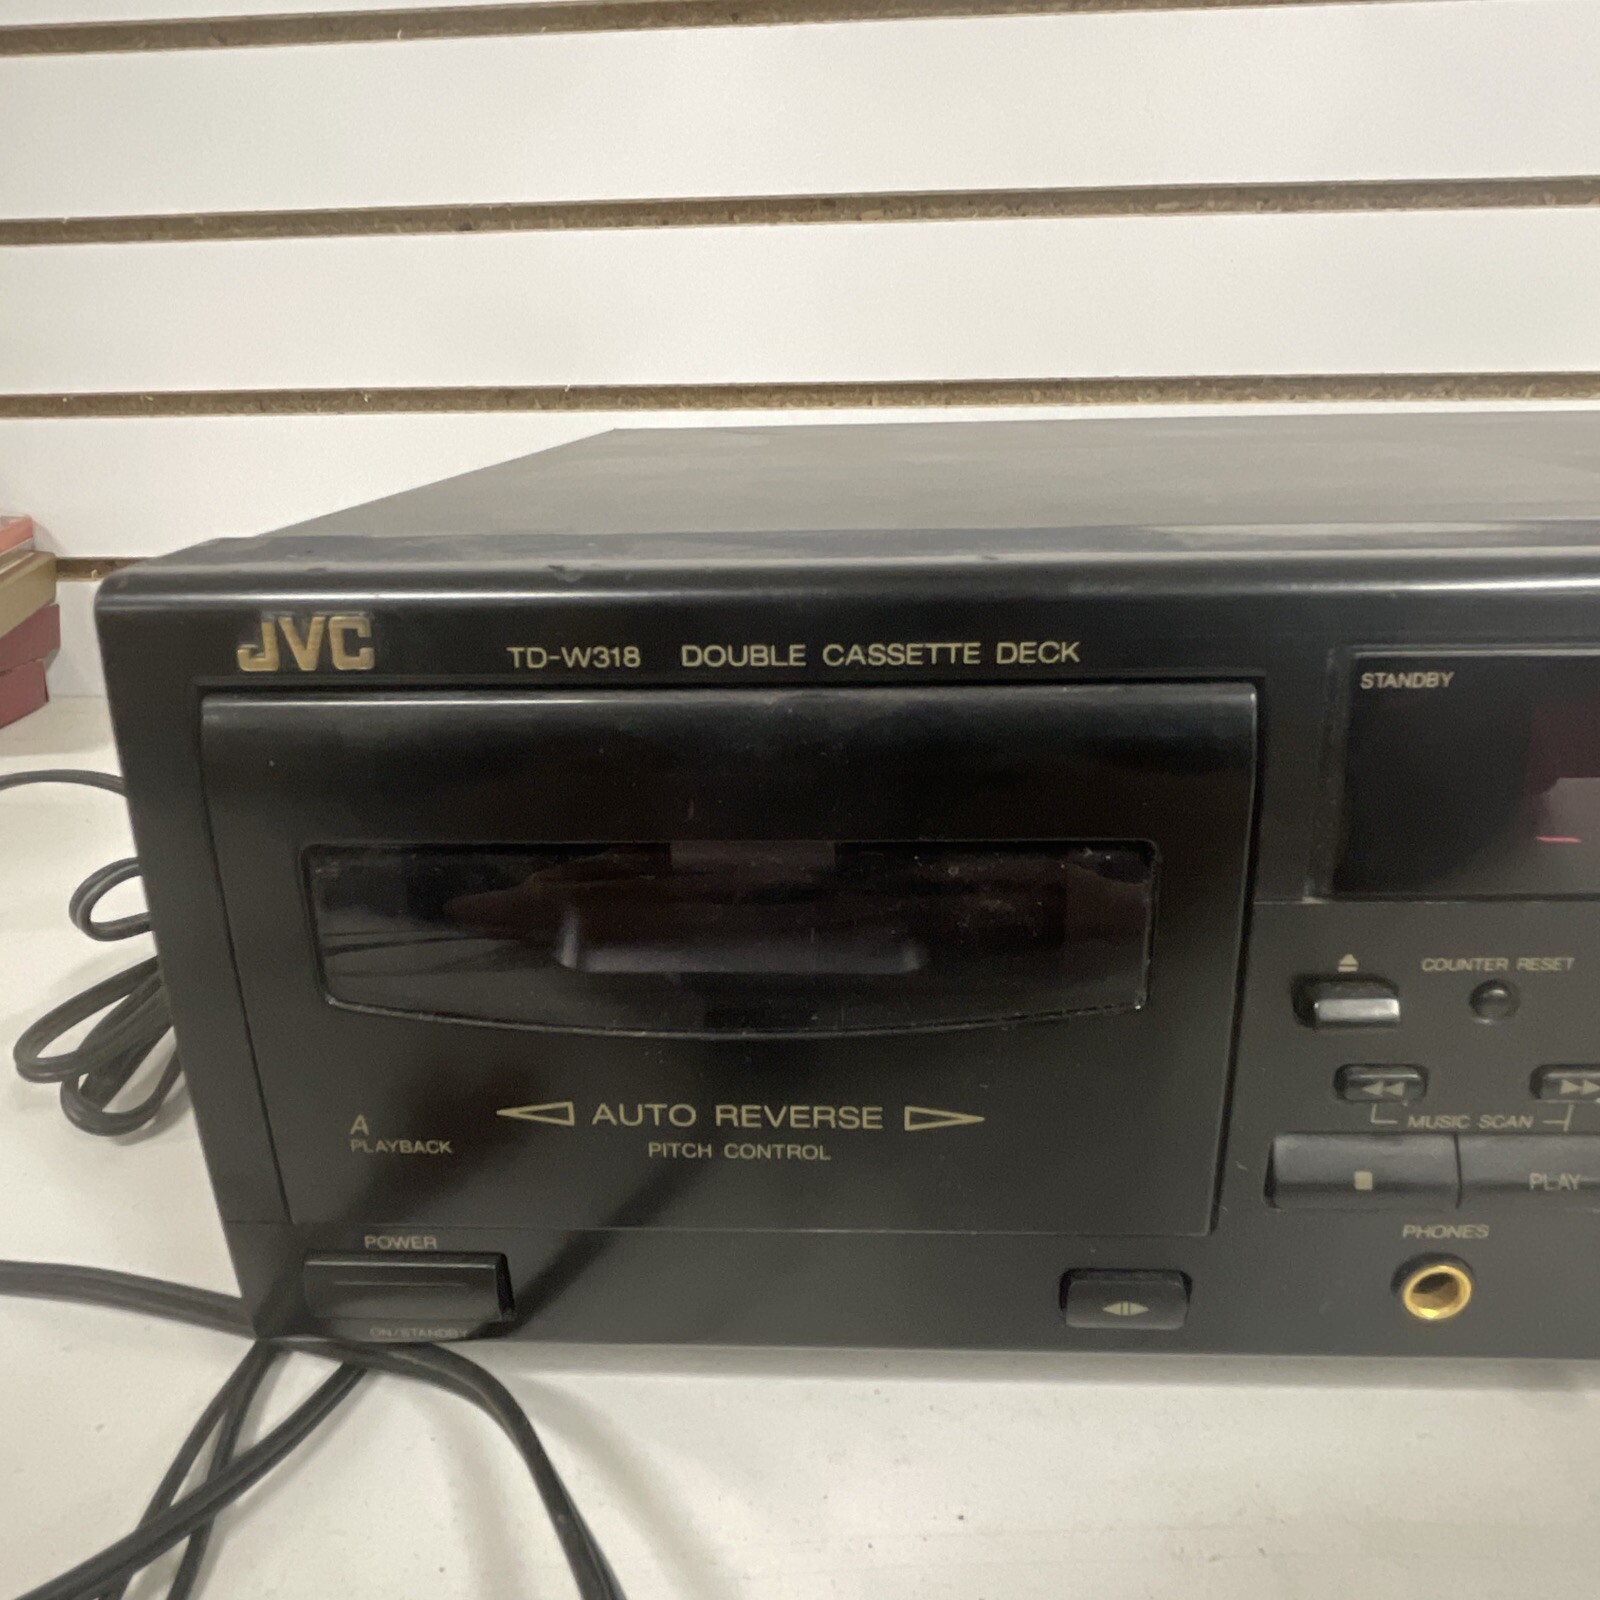 JVC
TD-W318 DOUBLE CASSETTE DECK
STANDBY
COUNTER RESET
MUSIC SCAN
PLAY
A
PLAYBACK
AUTO REVERSE
PITCH CONTROL
PHONES
POWER
ON/STANDBY